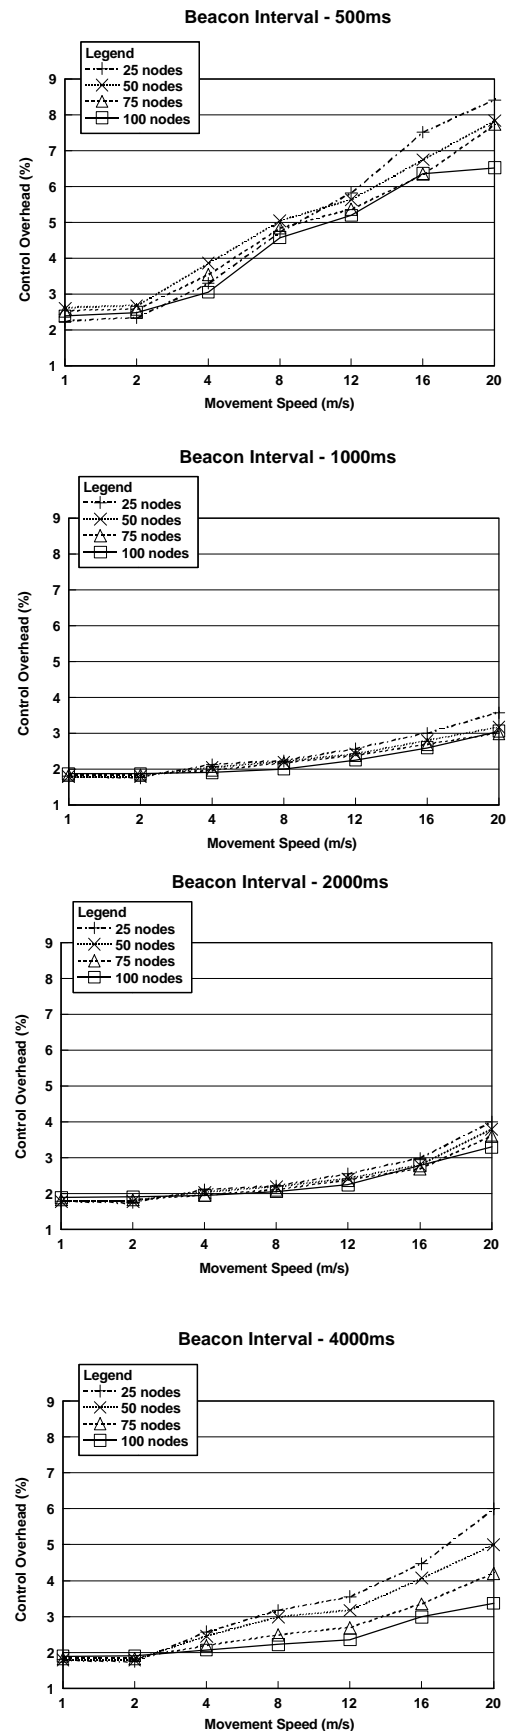 Beacon Interval - 500ms
Legend
25 nodes
50 nodes
75 nodes
100 nodes
9
8
7
6
5
4
3
2
1
Control Overhead (%)
1 2 4 8 12 16 20
Movement Speed (m/s)
Beacon Interval - 1000ms
Legend
25 nodes
50 nodes
75 nodes
100 nodes
9
8
7
6
5
4
3
2
1
Control Overhead (%)
1 2 4 8 12 16 20
Movement Speed (m/s)
Beacon Interval - 2000ms
Legend
25 nodes
50 nodes
75 nodes
100 nodes
9
8
7
6
5
4
3
2
1
Control Overhead (%)
1 2 4 8 12 16 20
Movement Speed (m/s)
Beacon Interval - 4000ms
Legend
25 nodes
50 nodes
75 nodes
100 nodes
9
8
7
6
5
4
3
2
1
Control Overhead (%)
1 2 4 8 12 16 20
Movement Speed (m/s)